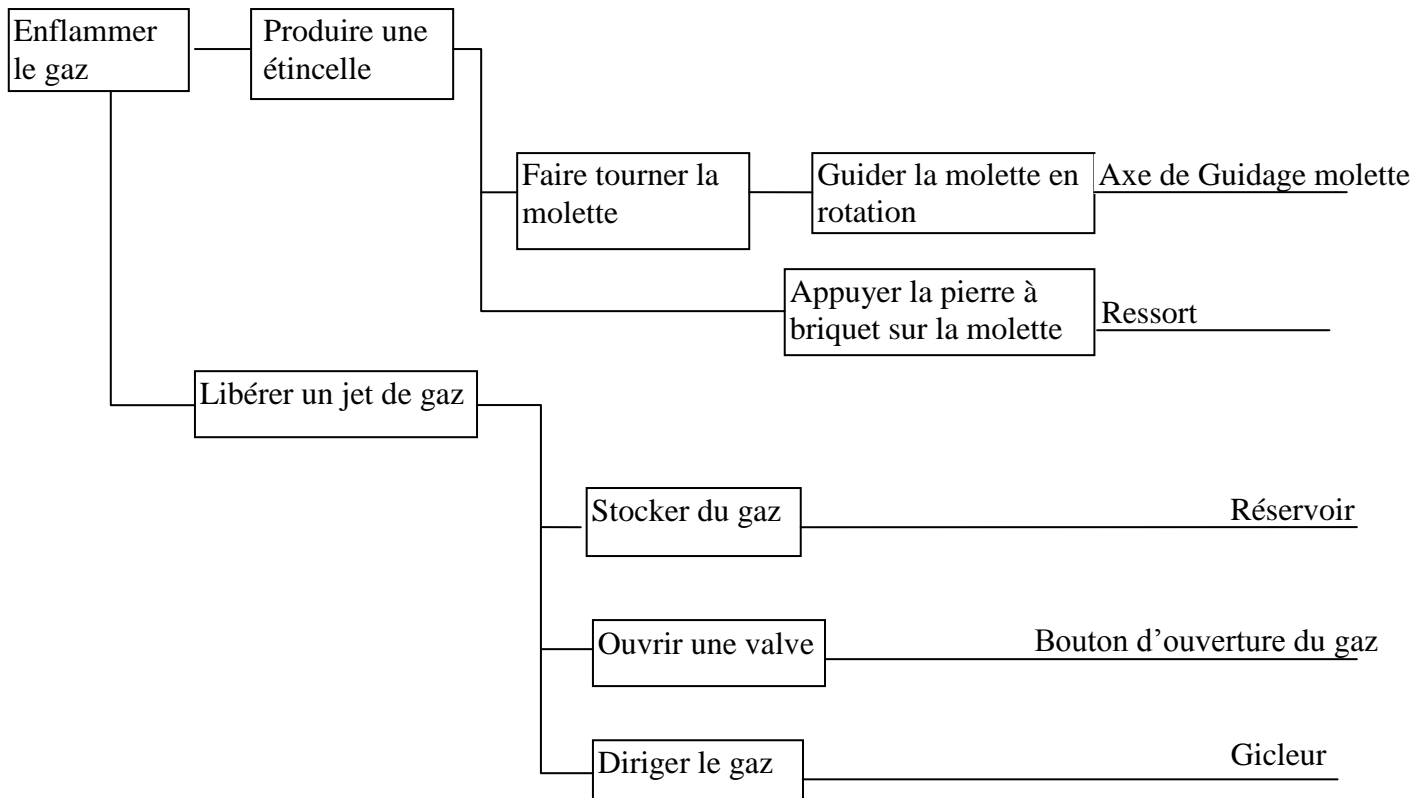 Enflammer
le gaz
Produire une
étincelle
Faire tourner la
molette
Guider la molette en
rotation
Axe de Guidage molette
Appuyer la pierre à
briquet sur la molette
Ressort
Libérer un jet de gaz
Stocker du gaz
Réservoir
Ouvrir une valve
Bouton d’ouverture du gaz
Diriger le gaz
Gicleur